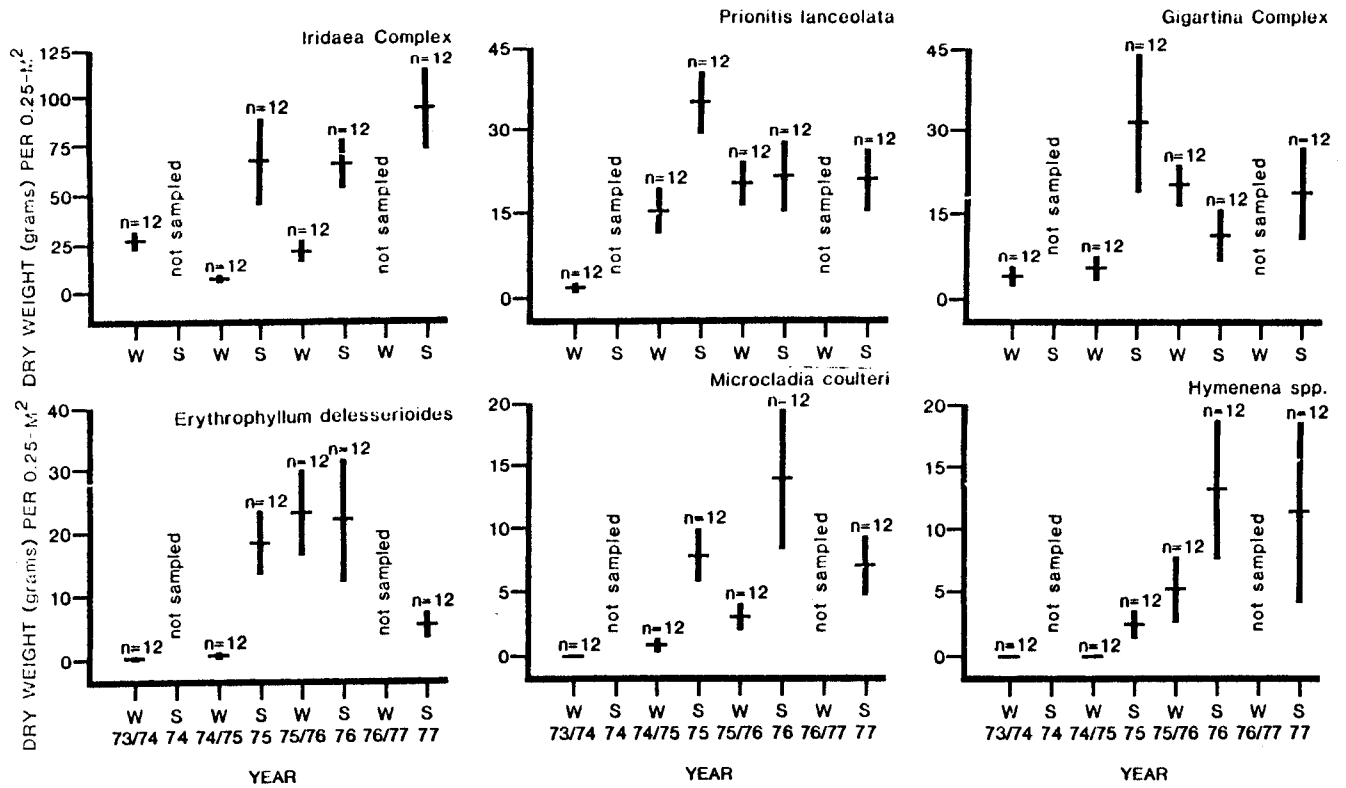 DRY WEIGHT (grams) PER 0.25-M²
Iridaea Complex
125
100
75
50
25
0
n=12
not sampled
n=12
n=12
n=12
n=12
not sampled
n=12
W S W S W S W S
Prionitis lanceolata
45
30
15
0
n=12
not sampled
n=12
n=12
n=12
n=12
not sampled
n=12
W S W S W S W S
Gigartina Complex
45
30
15
0
n=12
not sampled
n=12
n=12
n=12
n=12
not sampled
n=12
W S W S W S W S
DRY WEIGHT (grams) PER 0.25-M²
Erythrophyllum delesserioides
40
30
20
10
0
n=12
not sampled
n=12
n=12
n=12
n=12
not sampled
n=12
W S W S W S W S
73/74 74 74/75 75 75/76 76 76/77 77
YEAR
Microcladia coulteri
20
15
10
5
0
n=12
not sampled
n=12
n=12
n=12
n=12
not sampled
n=12
W S W S W S W S
73/74 74 74/75 75 75/76 76 76/77 77
YEAR
Hymenena spp.
20
15
10
5
0
n=12
not sampled
n=12
n=12
n=12
n=12
not sampled
n=12
W S W S W S W S
73/74 74 74/75 75 75/76 76 76/77 77
YEAR